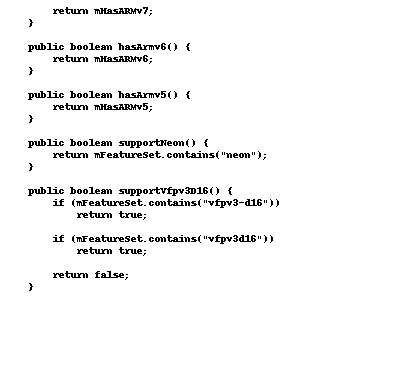 return mHasARMv7;
    }

    public boolean hasArmv6() {
        return mHasARMv6;
    }

    public boolean hasArmv5() {
        return mHasARMv5;
    }

    public boolean supportNeon() {
        return mFeatureSet.contains("neon");
    }

    public boolean supportVfpv3D16() {
        if (mFeatureSet.contains("vfpv3-d16"))
            return true;

        if (mFeatureSet.contains("vfpv3d16"))
            return true;

        return false;
    }